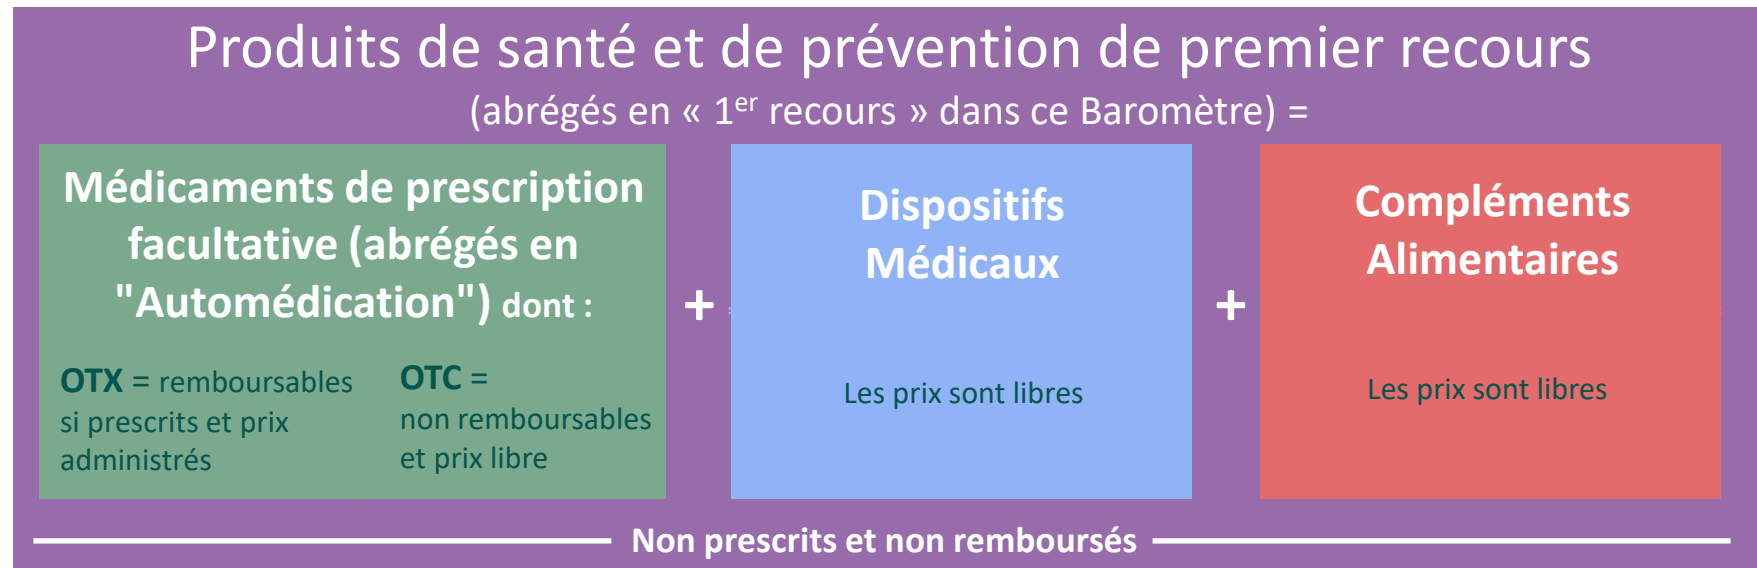 Produits de santé et de prévention de premier recours
(abrégés en « 1er recours » dans ce Baromètre) =
Médicaments de prescription
facultative (abrégés en
"Automédication") dont :
OTX = remboursables
si prescrits et prix
administrés
OTC =
non remboursables
et prix libre
+
Dispositifs
Médicaux
Les prix sont libres
+
Compléments
Alimentaires
Les prix sont libres
Non prescrits et non remboursés